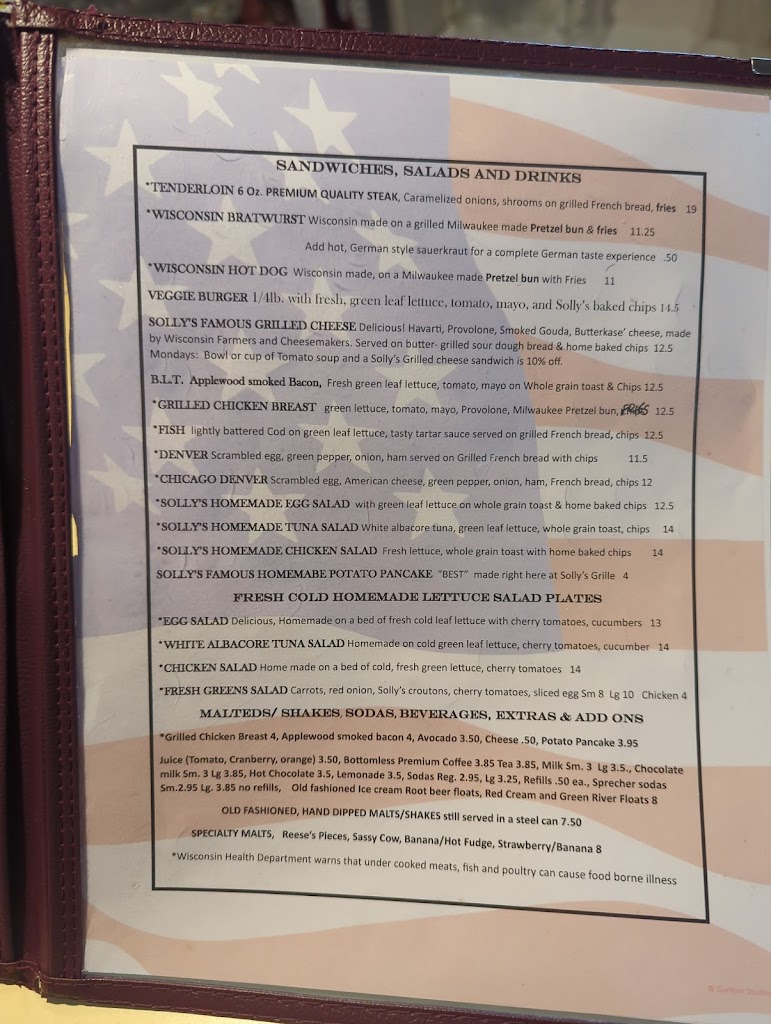 SANDWICHES, SALADS AND DRINKS
*TENDERLOIN 6 Oz. PREMIUM QUALITY STEAK, Caramelized onions, shrooms on grilled French bread, fries 19
*WISCONSIN BRATWURST Wisconsin made on a grilled Milwaukee made Pretzel bun & fries 11.25
Add hot, German style sauerkraut for a complete German taste experience .50
*WISCONSIN HOT DOG Wisconsin made, on a Milwaukee made Pretzel bun with Fries 11
VEGGIE BURGER 1/4lb. with fresh, green leaf lettuce, tomato, mayo, and Solly's baked chips 14.5
SOLLY'S FAMOUS GRILLED CHEESE Delicious! Havarti, Provolone, Smoked Gouda, Butterkase' cheese, made
by Wisconsin Farmers and Cheesemakers. Served on butter- grilled sour dough bread & home baked chips 12.5
Mondays: Bowl or cup of Tomato soup and a Solly's Grilled cheese sandwich is 10% off.
B.L.T. Applewood smoked Bacon, Fresh green leaf lettuce, tomato, mayo on Whole grain toast & Chips 12.5
*GRILLED CHICKEN BREAST green lettuce, tomato, mayo, Provolone, Milwaukee Pretzel bun, FRIES 12.5
*FISH lightly battered Cod on green leaf lettuce, tasty tartar sauce served on grilled French bread, chips 12.5
*DENVER Scrambled egg, green pepper, onion, ham served on Grilled French bread with chips 11.5
*CHICAGO DENVER Scrambled egg, American cheese, green pepper, onion, ham, French bread, chips 12
*SOLLY'S HOMEMADE EGG SALAD with green leaf lettuce on whole grain toast & home baked chips 12.5
*SOLLY'S HOMEMADE TUNA SALAD White albacore tuna, green leaf lettuce, whole grain toast, chips 14
*SOLLY'S HOMEMADE CHICKEN SALAD Fresh lettuce, whole grain toast with home baked chips 14
SOLLY'S FAMOUS HOMEMABE POTATO PANCAKE "BEST" made right here at Solly's Grille 4
FRESH COLD HOMEMADE LETTUCE SALAD PLATES
*EGG SALAD Delicious, Homemade on a bed of fresh cold leaf lettuce with cherry tomatoes, cucumbers 13
*WHITE ALBACORE TUNA SALAD Homemade on cold green leaf lettuce, cherry tomatoes, cucumber 14
*CHICKEN SALAD Home made on a bed of cold, fresh green lettuce, cherry tomatoes 14
*FRESH GREENS SALAD Carrots, red onion, Solly's croutons, cherry tomatoes, sliced egg Sm 8 Lg 10 Chicken 4
MALTEDS/ SHAKES, SODAS, BEVERAGES, EXTRAS & ADD ONS
*Grilled Chicken Breast 4, Applewood smoked bacon 4, Avocado 3.50, Cheese .50, Potato Pancake 3.95
Juice (Tomato, Cranberry, orange) 3.50, Bottomless Premium Coffee 3.85 Tea 3.85, Milk Sm. 3 Lg 3.5., Chocolate
milk Sm. 3 Lg 3.85, Hot Chocolate 3.5, Lemonade 3.5, Sodas Reg. 2.95, Lg 3.25, Refills .50 ea., Sprecher sodas
Sm.2.95 Lg. 3.85 no refills, Old fashioned Ice cream Root beer floats, Red Cream and Green River Floats 8
OLD FASHIONED, HAND DIPPED MALTS/SHAKES still served in a steel can 7.50
SPECIALTY MALTS, Reese's Pieces, Sassy Cow, Banana/Hot Fudge, Strawberry/Banana 8
*Wisconsin Health Department warns that under cooked meats, fish and poultry can cause food borne illness